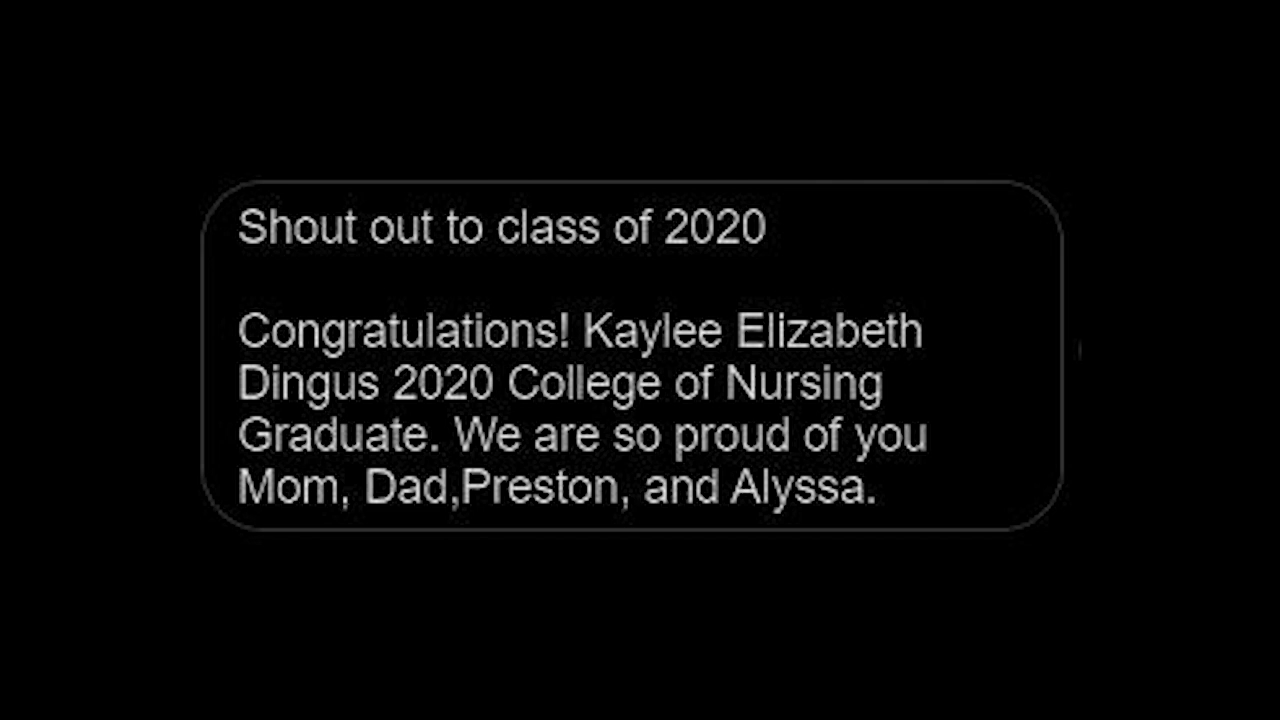 Shout out to class of 2020
Congratulations! Kaylee Elizabeth
Dingus 2020 College of Nursing
Graduate. We are so proud of you
Mom, Dad,Preston, and Alyssa.